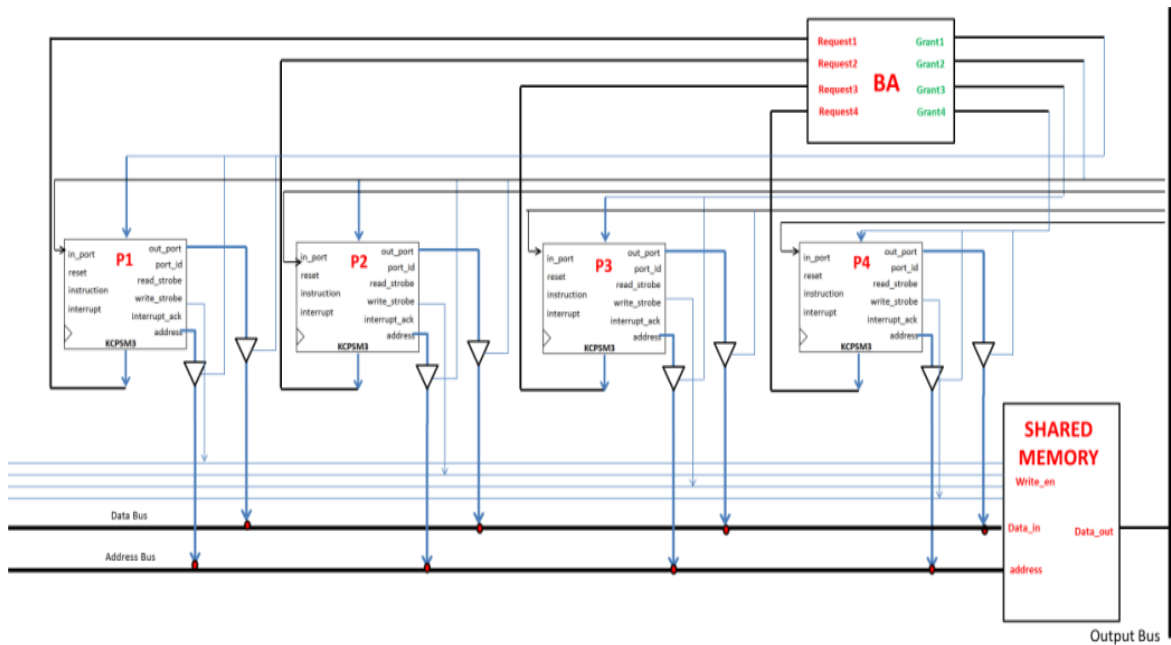 Request1
Grant1
Request2
Grant2
BA
Request3
Grant3
Request4
Grant4
P1
in_port
out_port
port_id
reset
read_strobe
instruction
write_strobe
interrupt
interrupt_ack
address
KCPSM3
P2
in_port
out_port
port_id
reset
read_strobe
instruction
write_strobe
interrupt
interrupt_ack
address
KCPSM3
P3
in_port
out_port
port_id
reset
read_strobe
instruction
write_strobe
interrupt
interrupt_ack
address
KCPSM3
P4
in_port
out_port
port_id
reset
read_strobe
instruction
write_strobe
interrupt
interrupt_ack
address
KCPSM3
SHARED
MEMORY
Write_en
Data_in
Data_out
address
Data Bus
Address Bus
Output Bus